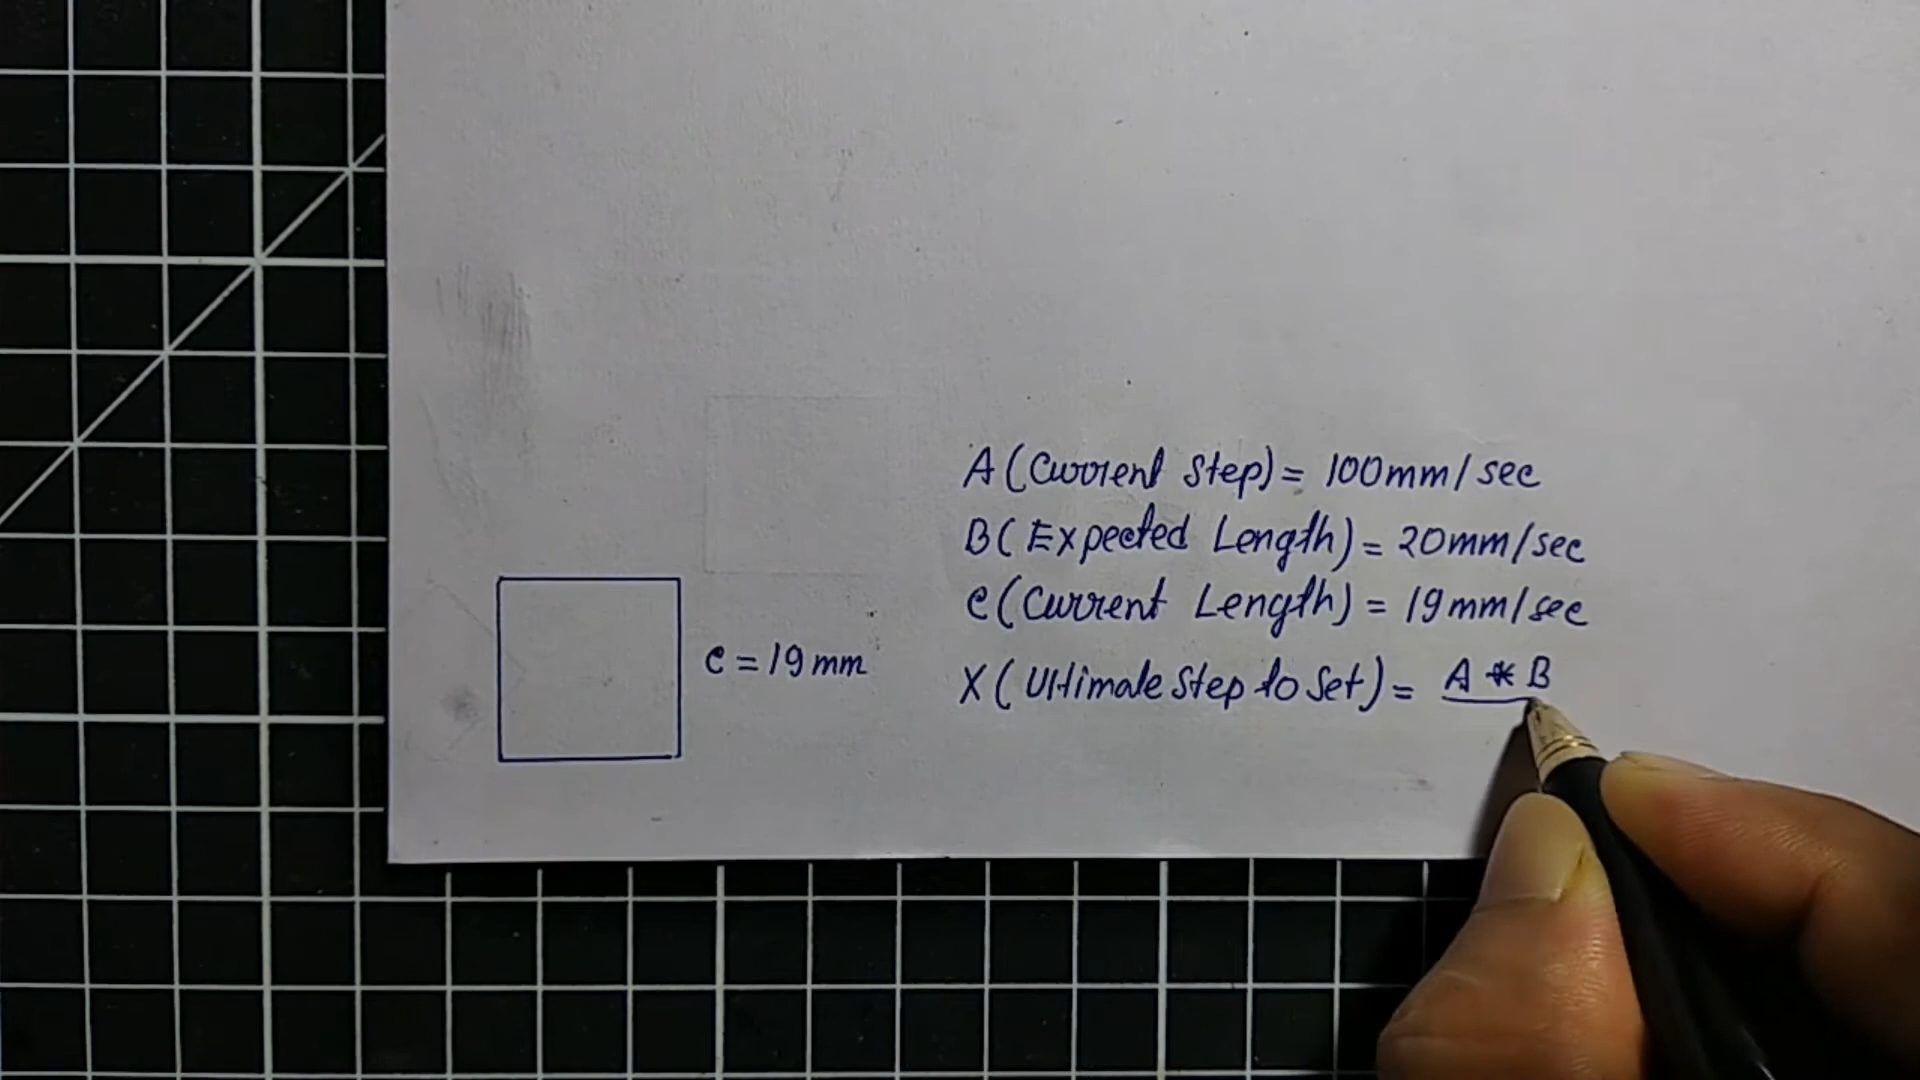 A (Current Step) = 100mm/sec
B (Expected Length) = 20mm/sec
C (Current Length) = 19mm/sec
C = 19mm
X (Ultimate Step to Set) = A * B